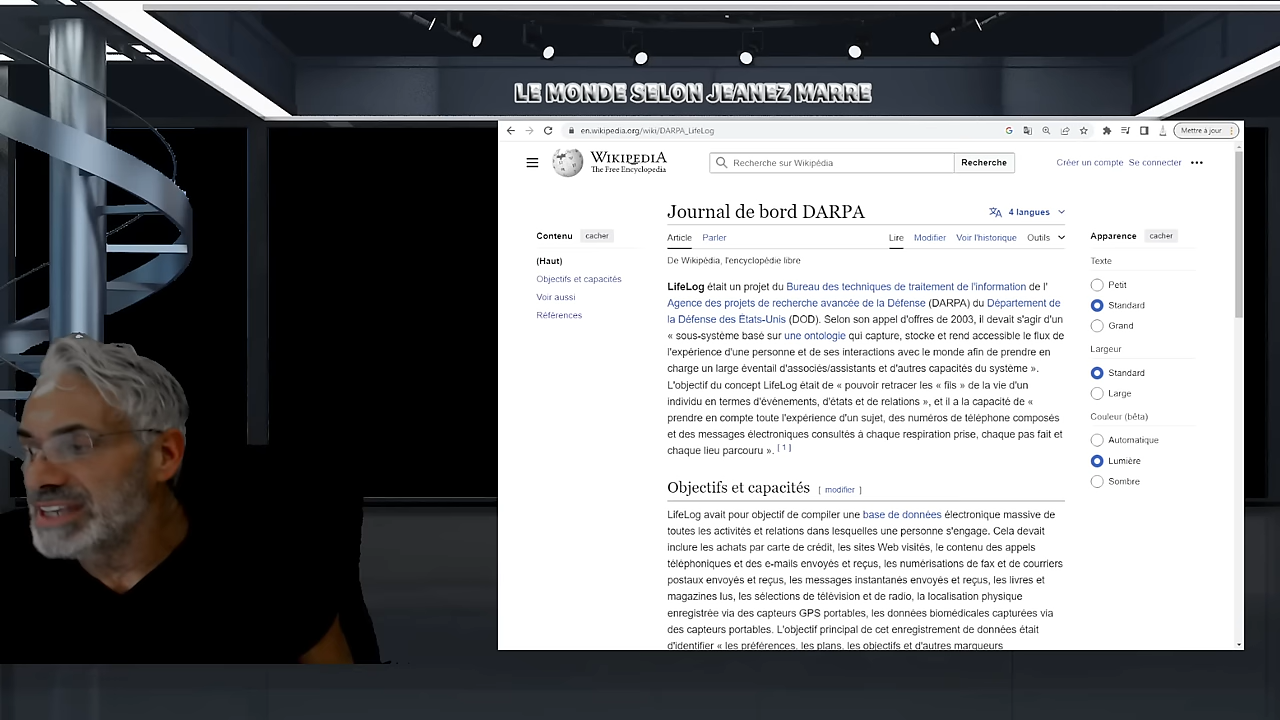 LE MONDE SELON JEANEZ MARRE
en.wikipedia.org/wiki/DARPA_LifeLog
Mettre à jour
WIKIPEDIA
The Free Encyclopedia
Recherche sur Wikipédia
Recherche
Créer un compte Se connecter
Journal de bord DARPA
4 langues
Article Parler
Lire Modifier Voir l'historique Outils
De Wikipédia, l'encyclopédie libre
Contenu cacher
(Haut)
Objectifs et capacités
Voir aussi
Références
LifeLog était un projet du Bureau des techniques de traitement de l'information de l'
Agence des projets de recherche avancée de la Défense (DARPA) du Département de
la Défense des États-Unis (DOD). Selon son appel d'offres de 2003, il devait s'agir d'un
« sous-système basé sur une ontologie qui capture, stocke et rend accessible le flux de
l'expérience d'une personne et de ses interactions avec le monde afin de prendre en
charge un large éventail d'associés/assistants et d'autres capacités du système ».
L'objectif du concept LifeLog était de « pouvoir retracer les « fils » de la vie d'un
individu en termes d'événements, d'états et de relations », et il a la capacité de «
prendre en compte toute l'expérience d'un sujet, des numéros de téléphone composés
et des messages électroniques consultés à chaque respiration prise, chaque pas fait et
chaque lieu parcouru ». [ 1 ]
Objectifs et capacités [ modifier ]
LifeLog avait pour objectif de compiler une base de données électronique massive de
toutes les activités et relations dans lesquelles une personne s'engage. Cela devait
inclure les achats par carte de crédit, les sites Web visités, le contenu des appels
téléphoniques et des e-mails envoyés et reçus, les numérisations de fax et de courriers
postaux envoyés et reçus, les messages instantanés envoyés et reçus, les livres et
magazines lus, les sélections de télévision et de radio, la localisation physique
enregistrée via des capteurs GPS portables, les données biomédicales capturées via
des capteurs portables. L'objectif principal de cet enregistrement de données était
d'identifier « les préférences, les plans, les objectifs et d'autres marqueurs
Apparence cacher
Texte
Petit
Standard
Grand
Largeur
Standard
Large
Couleur (bêta)
Automatique
Lumière
Sombre